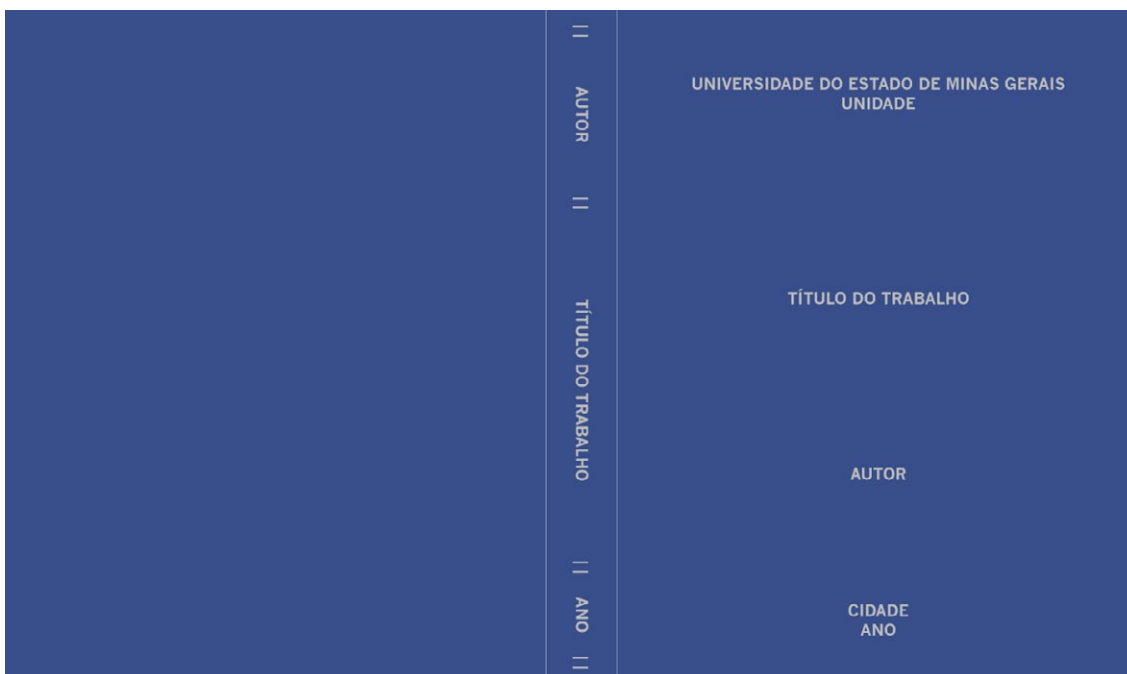 AUTOR
TÍTULO DO TRABALHO
ANO
UNIVERSIDADE DO ESTADO DE MINAS GERAIS
UNIDADE
TÍTULO DO TRABALHO
AUTOR
CIDADE
ANO